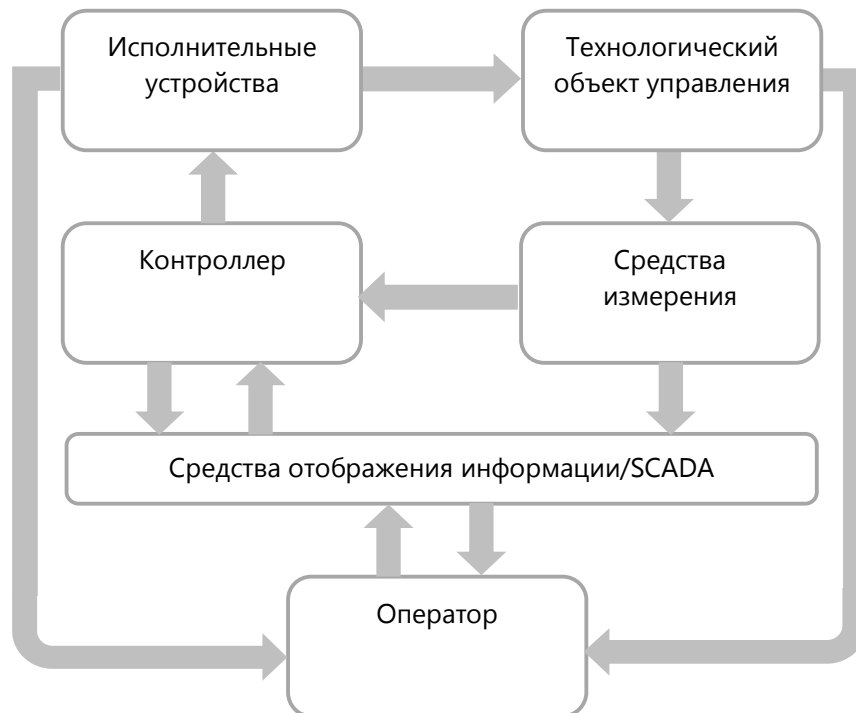 Исполнительные
устройства
Технологический
объект управления
Контроллер
Средства
измерения
Средства отображения информации/SCADA
Оператор